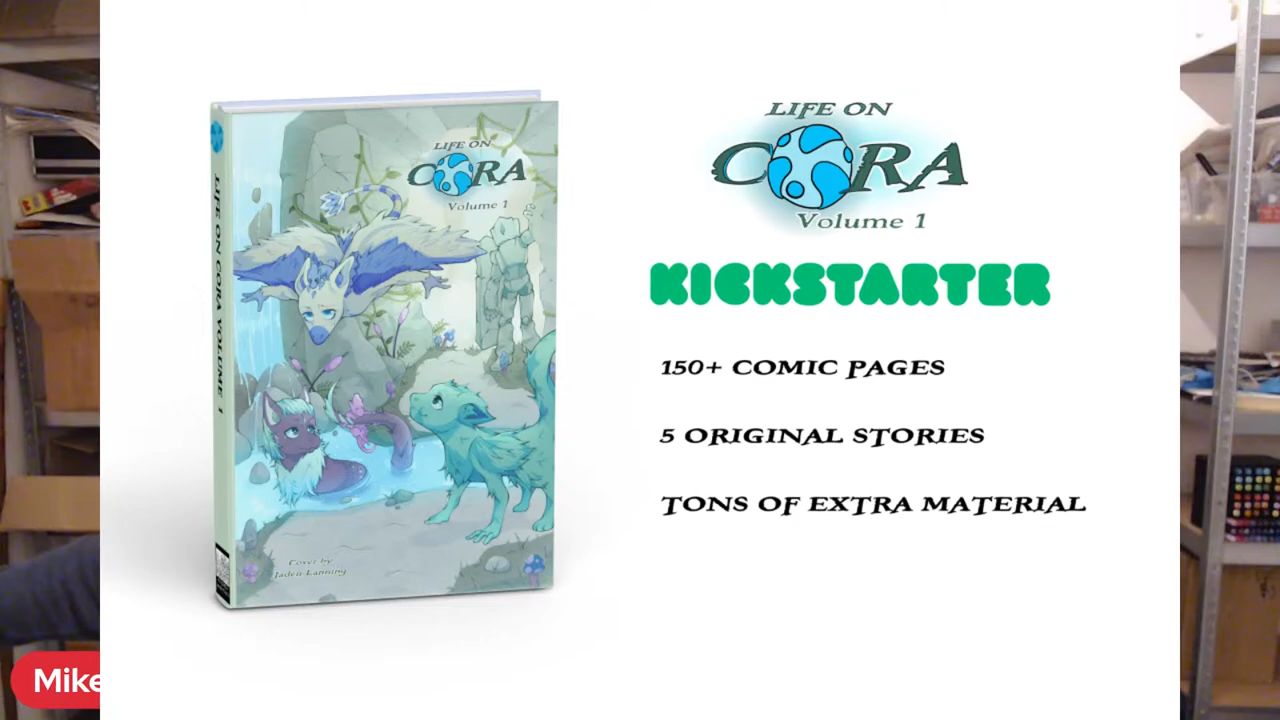 LIFE ON
CORA
Volume 1
LIFE ON CORA VOLUME 1
Cover by
Jaden Lanning
LIFE ON
CORA
Volume 1
KICKSTARTER
150+ COMIC PAGES
5 ORIGINAL STORIES
TONS OF EXTRA MATERIAL
Mike